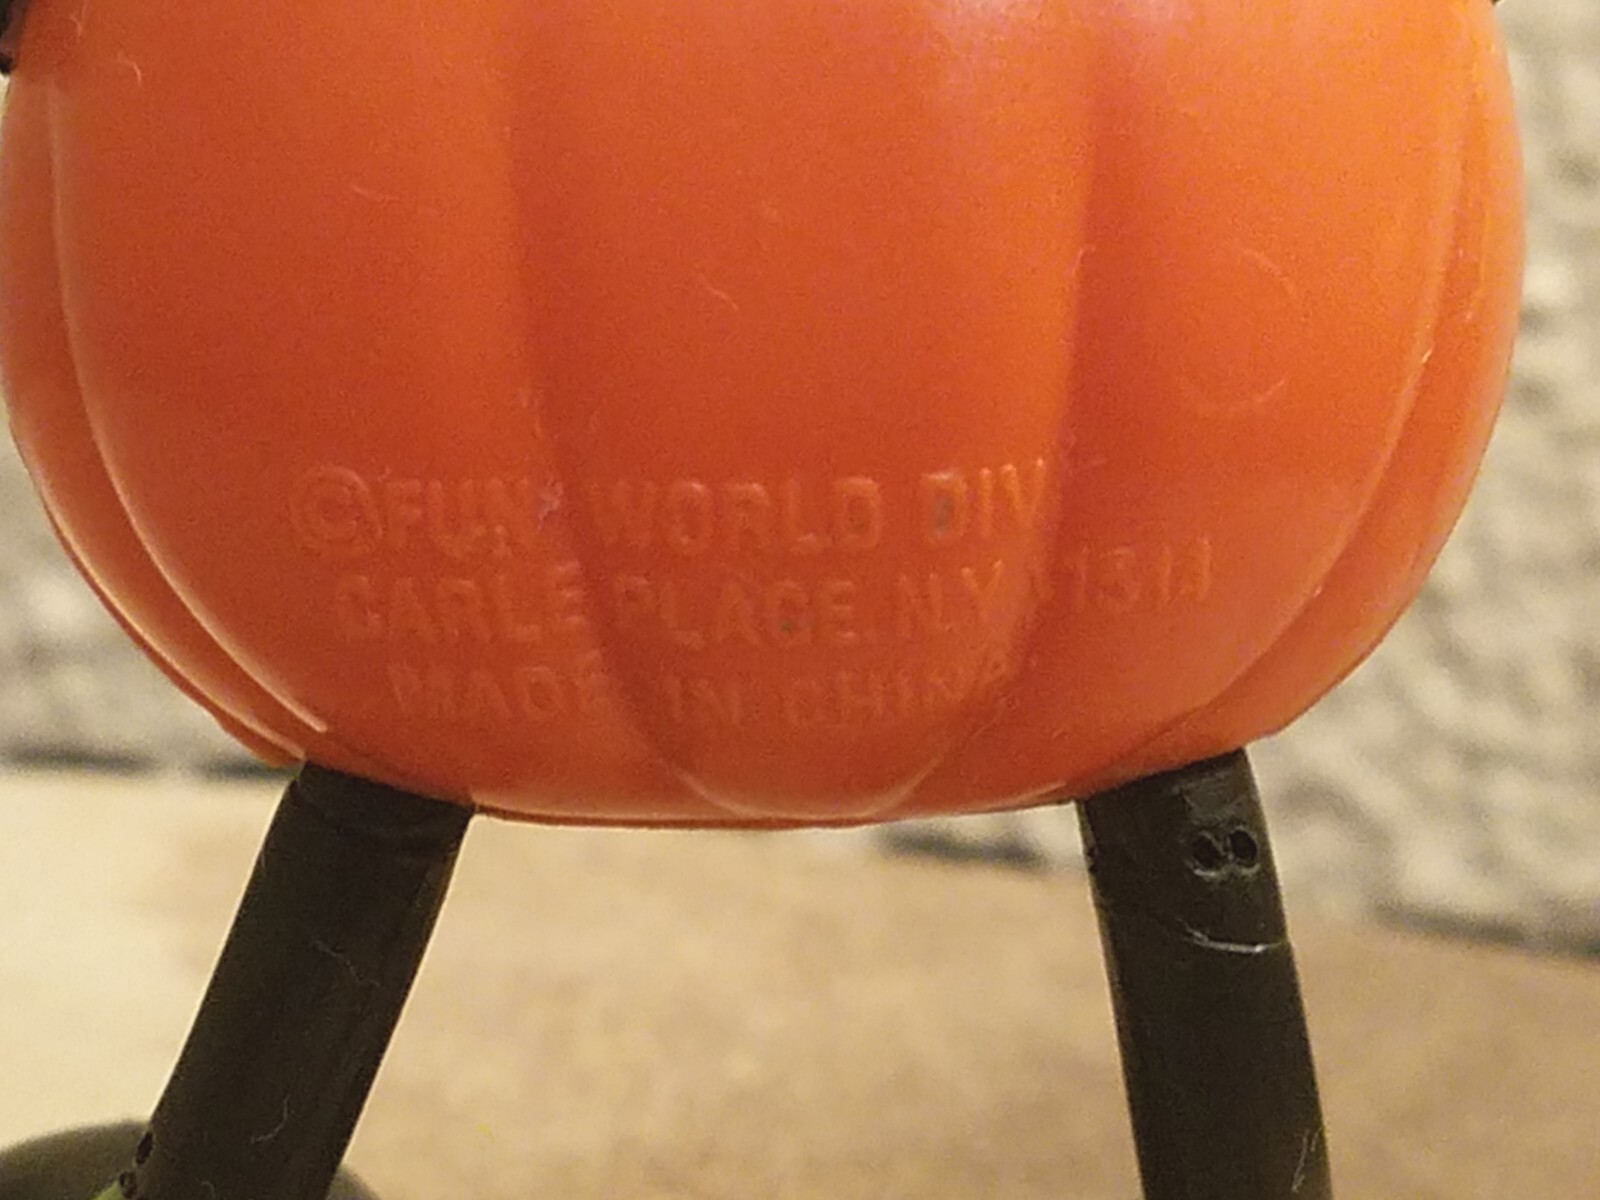 ©FUN WORLD DIV
CARLE PLACE, N.Y. 11514
MADE IN CHINA